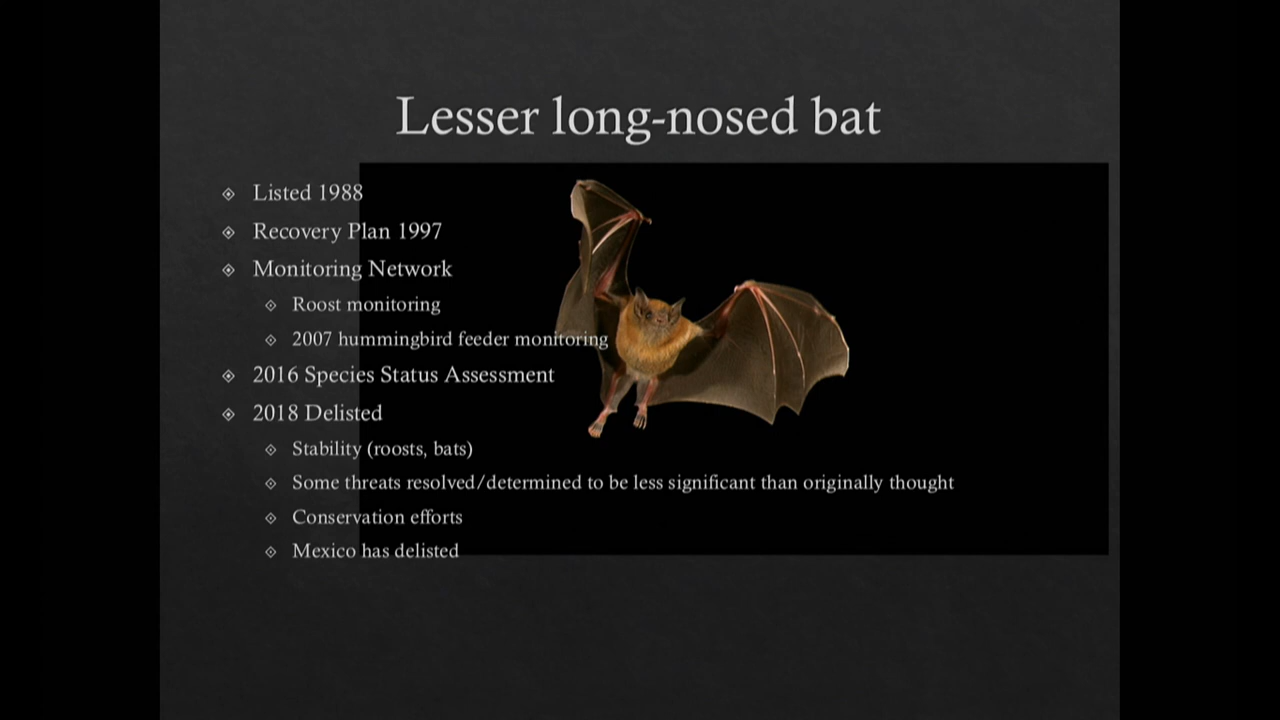 Lesser long-nosed bat
Listed 1988
Recovery Plan 1997
Monitoring Network
Roost monitoring
2007 hummingbird feeder monitoring
2016 Species Status Assessment
2018 Delisted
Stability (roosts, bats)
Some threats resolved/determined to be less significant than originally thought
Conservation efforts
Mexico has delisted